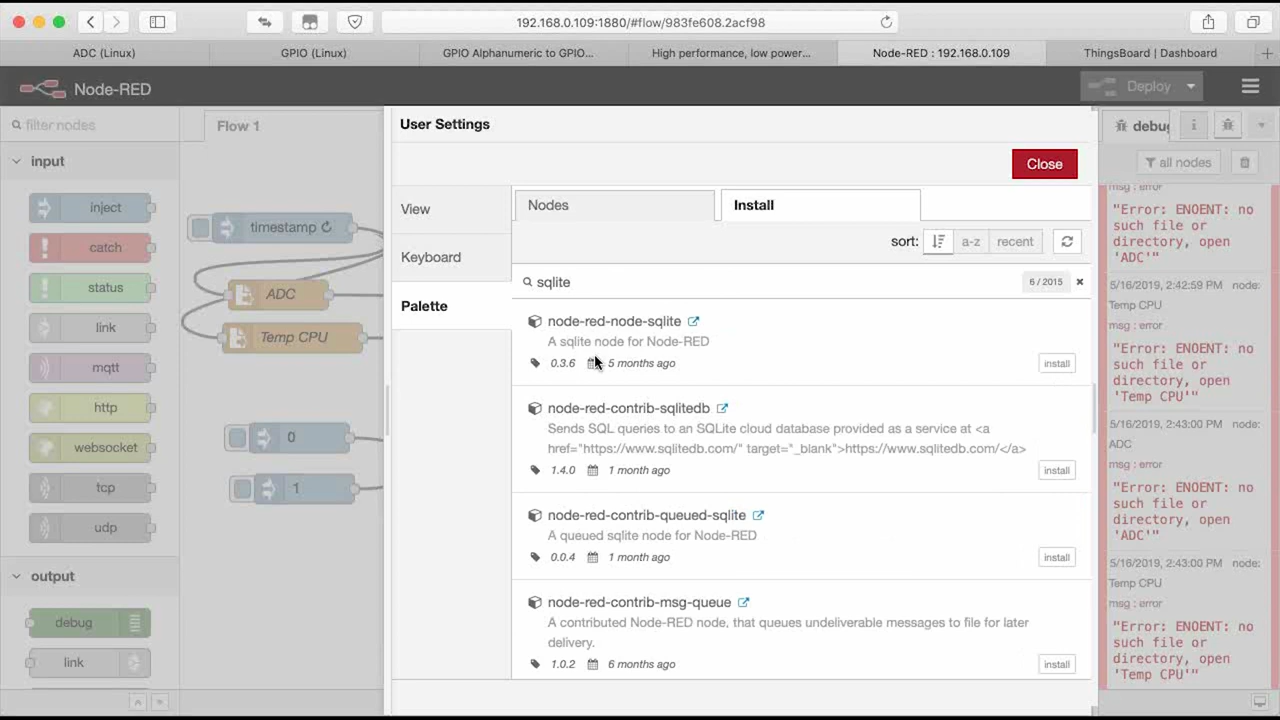 192.168.0.109:1880/#flow/983fe608.2acf98
ADC (Linux)
GPIO (Linux)
GPIO Alphanumeric to GPIO...
High performance, low power...
Node-RED : 192.168.0.109
ThingsBoard | Dashboard
Node-RED
Deploy
filter nodes
input
inject
catch
status
link
mqtt
http
websocket
tcp
udp
output
debug
link
Flow 1
timestamp ↻
ADC
Temp CPU
0
1
User Settings
Close
View
Keyboard
Palette
Nodes
Install
sort:
a-z
recent
sqlite
6 / 2015
node-red-node-sqlite
A sqlite node for Node-RED
0.3.6
5 months ago
install
node-red-contrib-sqlitedb
Sends SQL queries to an SQLite cloud database provided as a service at <a
href="https://www.sqlitedb.com/" target="_blank">https://www.sqlitedb.com/</a>
1.4.0
1 month ago
install
node-red-contrib-queued-sqlite
A queued sqlite node for Node-RED
0.0.4
1 month ago
install
node-red-contrib-msg-queue
A contributed Node-RED node, that queues undeliverable messages to file for later
delivery.
1.0.2
6 months ago
install
debug
i
all nodes
msg : error
"Error: ENOENT: no
such file or
directory, open
'ADC'"
5/16/2019, 2:42:59 PM node:
Temp CPU
msg : error
"Error: ENOENT: no
such file or
directory, open
'Temp CPU'"
5/16/2019, 2:43:00 PM node:
ADC
msg : error
"Error: ENOENT: no
such file or
directory, open
'ADC'"
5/16/2019, 2:43:00 PM node:
Temp CPU
msg : error
"Error: ENOENT: no
such file or
directory, open
'Temp CPU'"